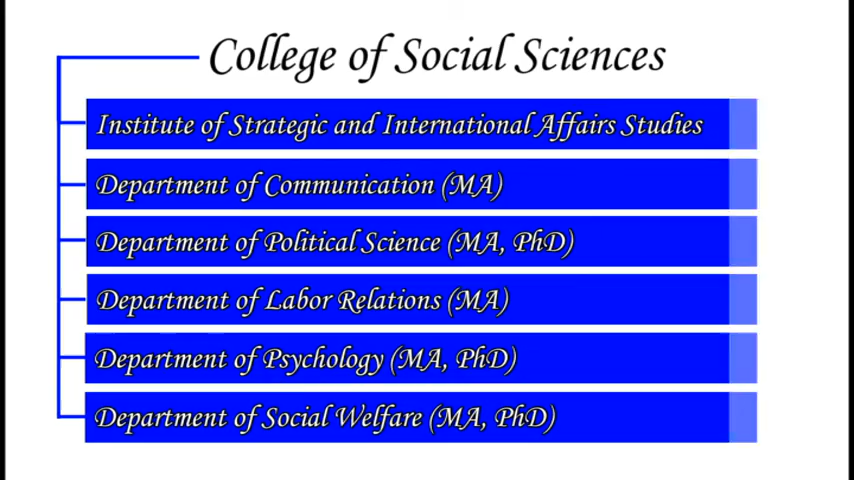 College of Social Sciences
Institute of Strategic and International Affairs Studies
Department of Communication (MA)
Department of Political Science (MA, PhD)
Department of Labor Relations (MA)
Department of Psychology (MA, PhD)
Department of Social Welfare (MA, PhD)